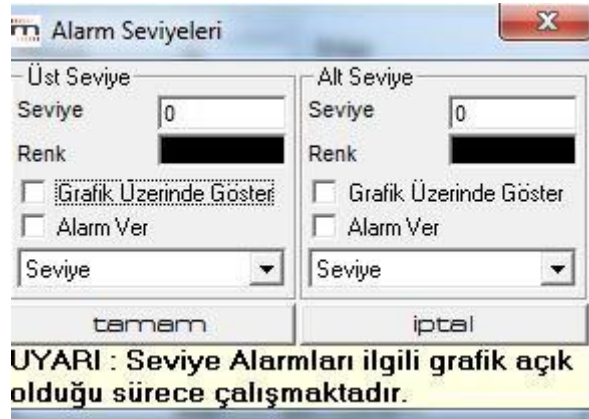 Alarm Seviyeleri
Üst Seviye
Seviye 0
Renk
Grafik Üzerinde Göster
Alarm Ver
Seviye
Alt Seviye
Seviye 0
Renk
Grafik Üzerinde Göster
Alarm Ver
Seviye
tamam
iptal
UYARI : Seviye Alarmları ilgili grafik açık
olduğu sürece çalışmaktadır.